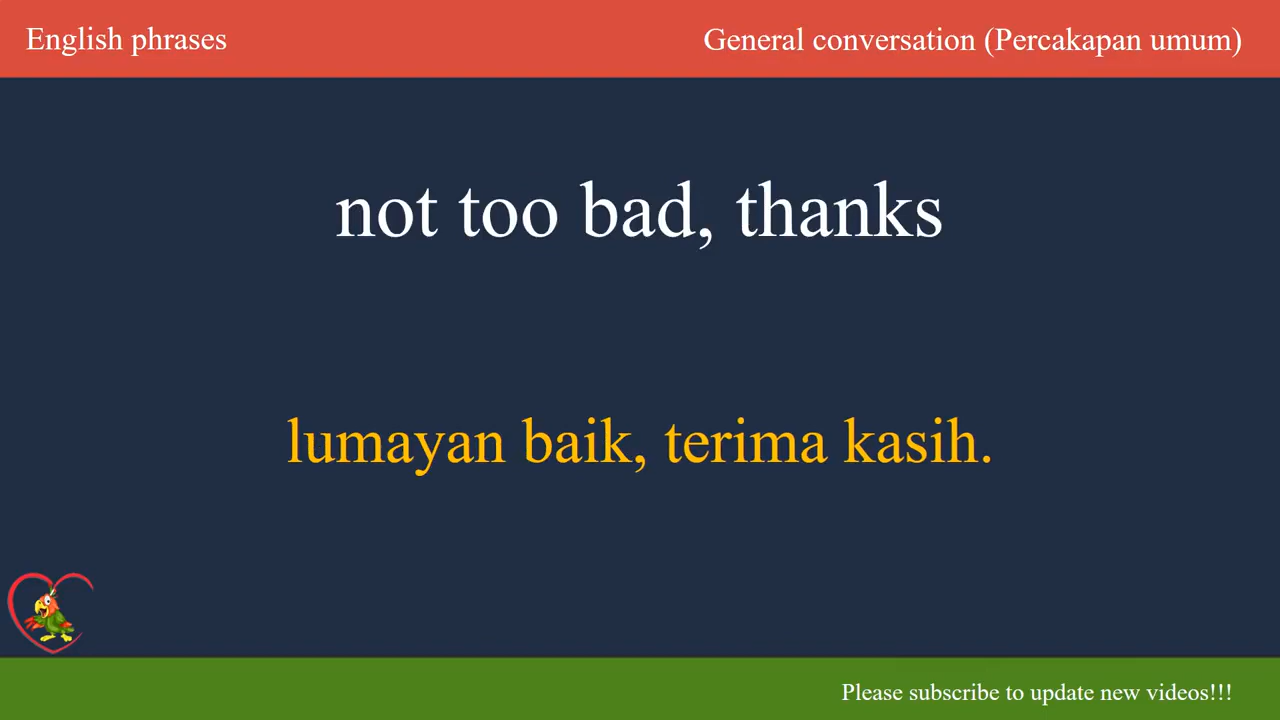 English phrases
General conversation (Percakapan umum)
not too bad, thanks
lumayan baik, terima kasih.
Please subscribe to update new videos!!!